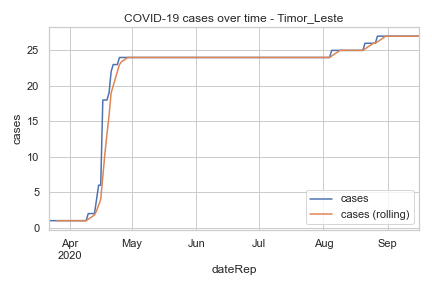 COVID-19 cases over time - Timor_Leste
cases
25
20
15
10
5
0
Apr
2020
May
Jun
Jul
Aug
Sep
dateRep
cases
cases (rolling)